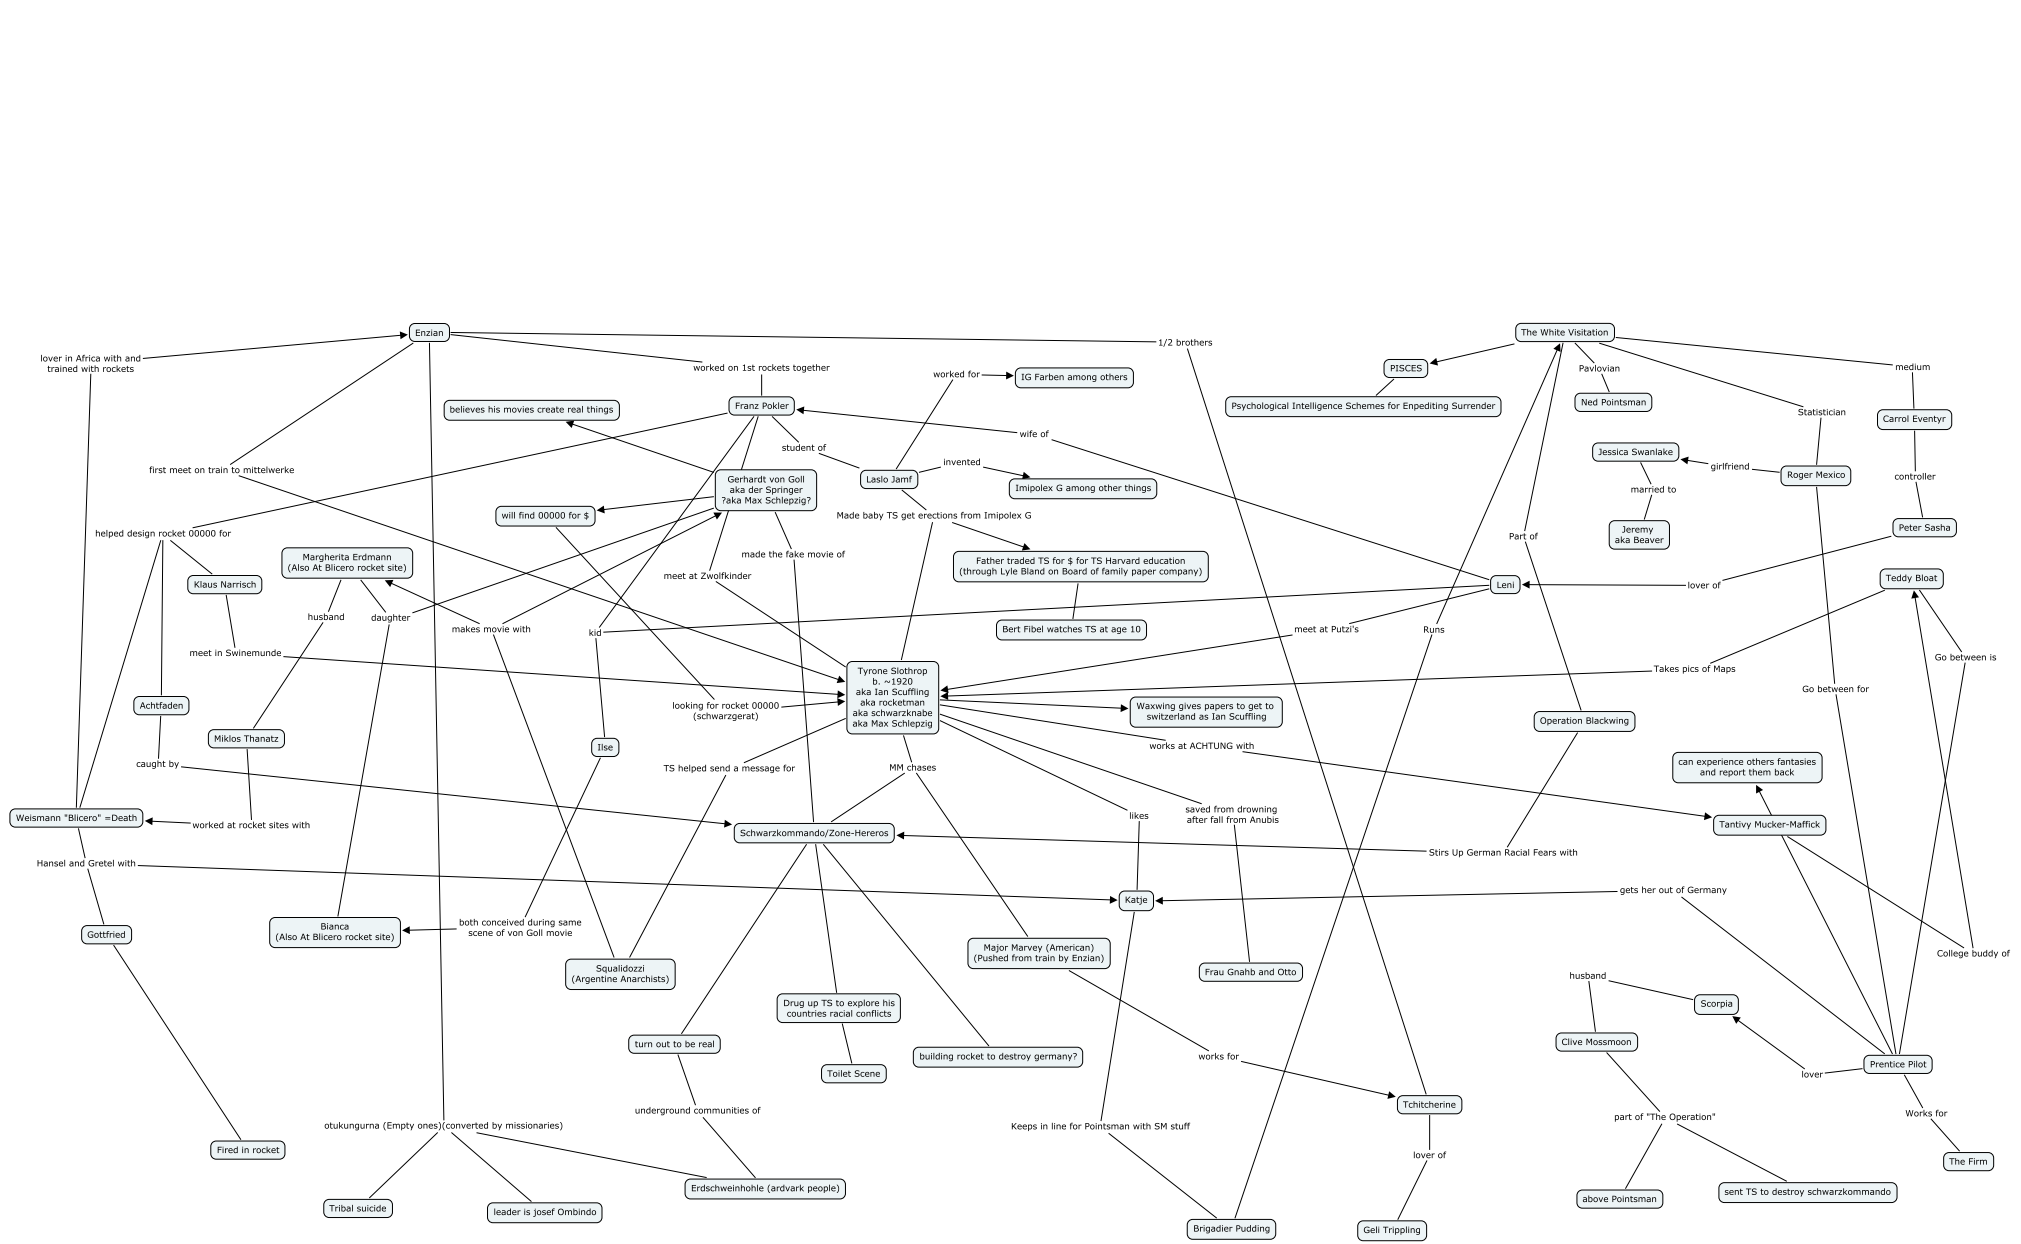 Enzian
The White Visitation
1/2 brothers
lover in Africa with and
trained with rockets
worked on 1st rockets together
PISCES
Pavlovian
medium
worked for
IG Farben among others
believes his movies create real things
Franz Pokler
Psychological Intelligence Schemes for Enpediting Surrender
Ned Pointsman
Statistician
Carrol Eventyr
wife of
student of
Jessica Swanlake
girlfriend
Roger Mexico
controller
first meet on train to mittelwerke
invented
Gerhardt von Goll
aka der Springer
?aka Max Schlepzig?
Laslo Jamf
Imipolex G among other things
married to
will find 00000 for $
Made baby TS get erections from Imipolex G
Jeremy
aka Beaver
Peter Sasha
helped design rocket 00000 for
Part of
made the fake movie of
Margherita Erdmann
(Also At Blicero rocket site)
Father traded TS for $ for TS Harvard education
(through Lyle Bland on Board of family paper company)
meet at Zwolfkinder
Klaus Narrisch
Leni
lover of
Teddy Bloat
husband
daughter
makes movie with
kid
Bert Fibel watches TS at age 10
meet at Putzi's
Runs
meet in Swinemunde
Go between is
Takes pics of Maps
Tyrone Slothrop
b. ~1920
aka Ian Scuffling
aka rocketman
aka schwarzknabe
aka Max Schlepzig
Go between for
Achtfaden
looking for rocket 00000
(schwarzgerat)
Waxwing gives papers to get to
switzerland as Ian Scuffling
Operation Blackwing
Miklos Thanatz
Ilse
works at ACHTUNG with
caught by
TS helped send a message for
MM chases
can experience others fantasies
and report them back
Weismann "Blicero" =Death
worked at rocket sites with
saved from drowning
after fall from Anubis
likes
Schwarzkommando/Zone-Hereros
Tantivy Mucker-Maffick
Stirs Up German Racial Fears with
Hansel and Gretel with
gets her out of Germany
Katje
Gottfried
Bianca
(Also At Blicero rocket site)
both conceived during same
scene of von Goll movie
Major Marvey (American)
(Pushed from train by Enzian)
College buddy of
Squalidozzi
(Argentine Anarchists)
Frau Gnahb and Otto
husband
Scorpia
Drug up TS to explore his
countries racial conflicts
turn out to be real
building rocket to destroy germany?
works for
Clive Mossmoon
Toilet Scene
lover
Prentice Pilot
Tchitcherine
underground communities of
part of "The Operation"
Works for
otukungurna (Empty ones)(converted by missionaries)
Keeps in line for Pointsman with SM stuff
Fired in rocket
lover of
The Firm
Erdschweinhohle (ardvark people)
Tribal suicide
leader is josef Ombindo
above Pointsman
sent TS to destroy schwarzkommando
Brigadier Pudding
Geli Trippling